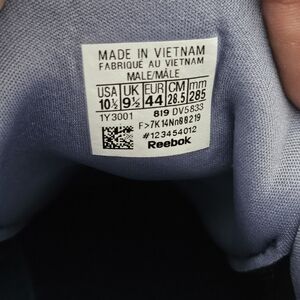 MADE IN VIETNAM
FABRIQUE AU VIETNAM
MALE/MÂLE
USA UK EUR CM mm
10½ 9½ 44 28.5 285
1Y3001 819 DV5833
F>7K14Nn08219
#123454012
Reebok